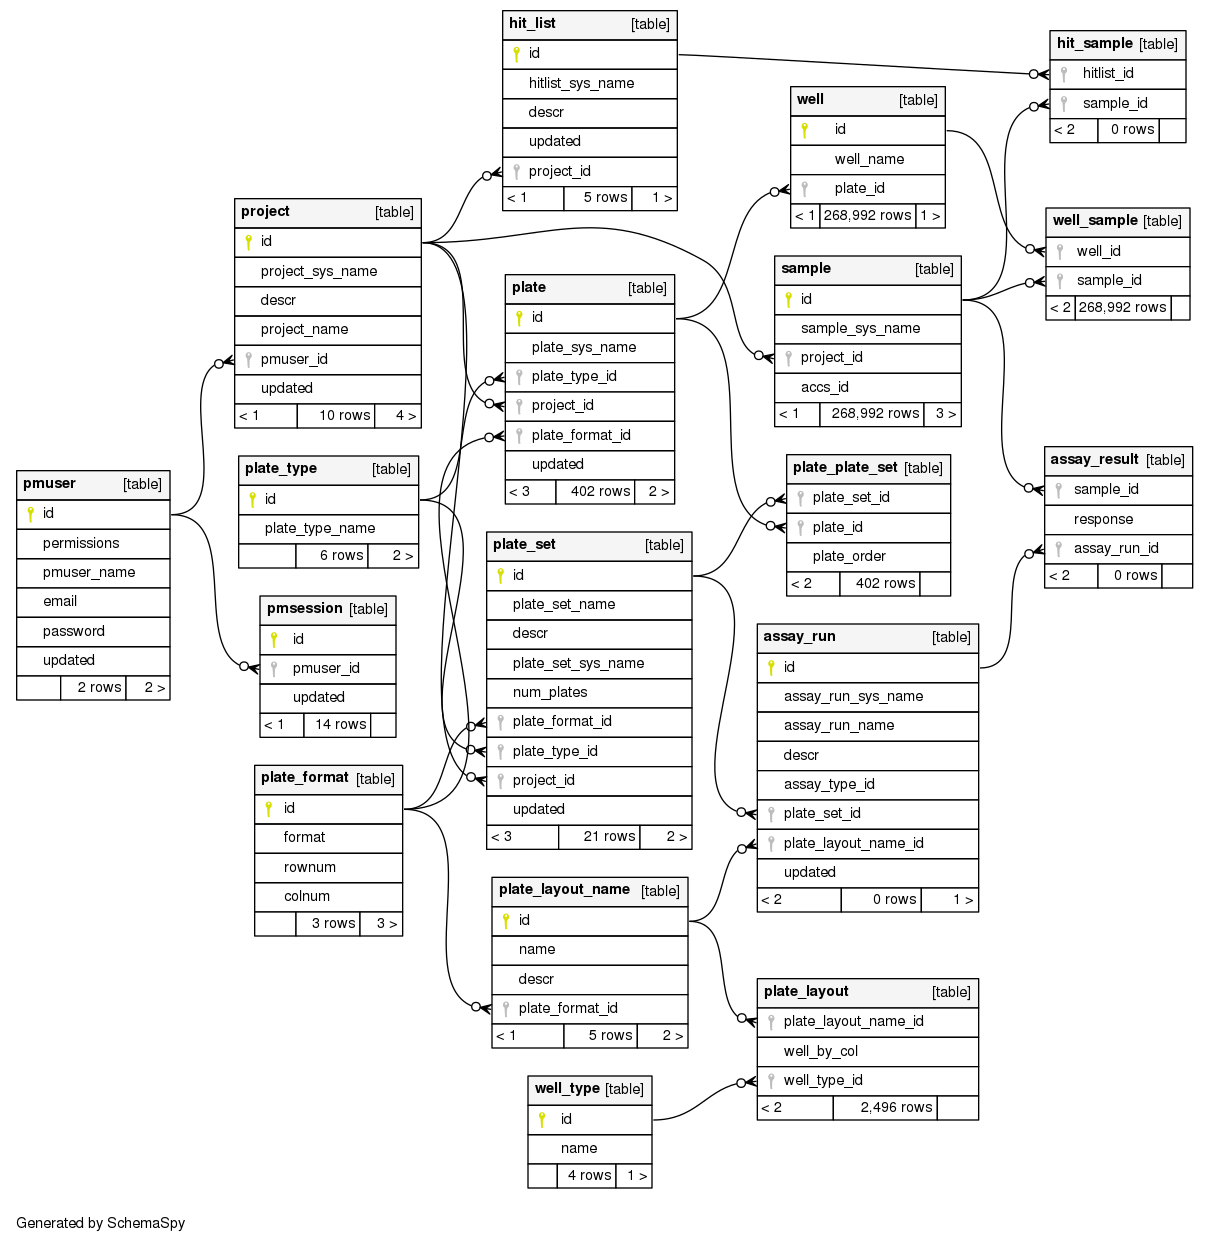 hit_list [table]
id
hitlist_sys_name
descr
updated
project_id
< 1 5 rows 1 >
hit_sample [table]
hitlist_id
sample_id
< 2 0 rows
well [table]
id
well_name
plate_id
< 1 268,992 rows 1 >
project [table]
id
project_sys_name
descr
project_name
pmuser_id
updated
< 1 10 rows 4 >
well_sample [table]
well_id
sample_id
< 2 268,992 rows
sample [table]
id
sample_sys_name
project_id
accs_id
< 1 268,992 rows 3 >
plate [table]
id
plate_sys_name
plate_type_id
project_id
plate_format_id
updated
< 3 402 rows 2 >
plate_type [table]
id
plate_type_name
6 rows 2 >
plate_plate_set [table]
plate_set_id
plate_id
plate_order
< 2 402 rows
assay_result [table]
sample_id
response
assay_run_id
< 2 0 rows
pmuser [table]
id
permissions
pmuser_name
email
password
updated
2 rows 2 >
plate_set [table]
id
plate_set_name
descr
plate_set_sys_name
num_plates
plate_format_id
plate_type_id
project_id
updated
< 3 21 rows 2 >
pmsession [table]
id
pmuser_id
updated
< 1 14 rows
assay_run [table]
id
assay_run_sys_name
assay_run_name
descr
assay_type_id
plate_set_id
plate_layout_name_id
updated
< 2 0 rows 1 >
plate_format [table]
id
format
rownum
colnum
3 rows 3 >
plate_layout_name [table]
id
name
descr
plate_format_id
< 1 5 rows 2 >
plate_layout [table]
plate_layout_name_id
well_by_col
well_type_id
< 2 2,496 rows
well_type [table]
id
name
4 rows 1 >
Generated by SchemaSpy